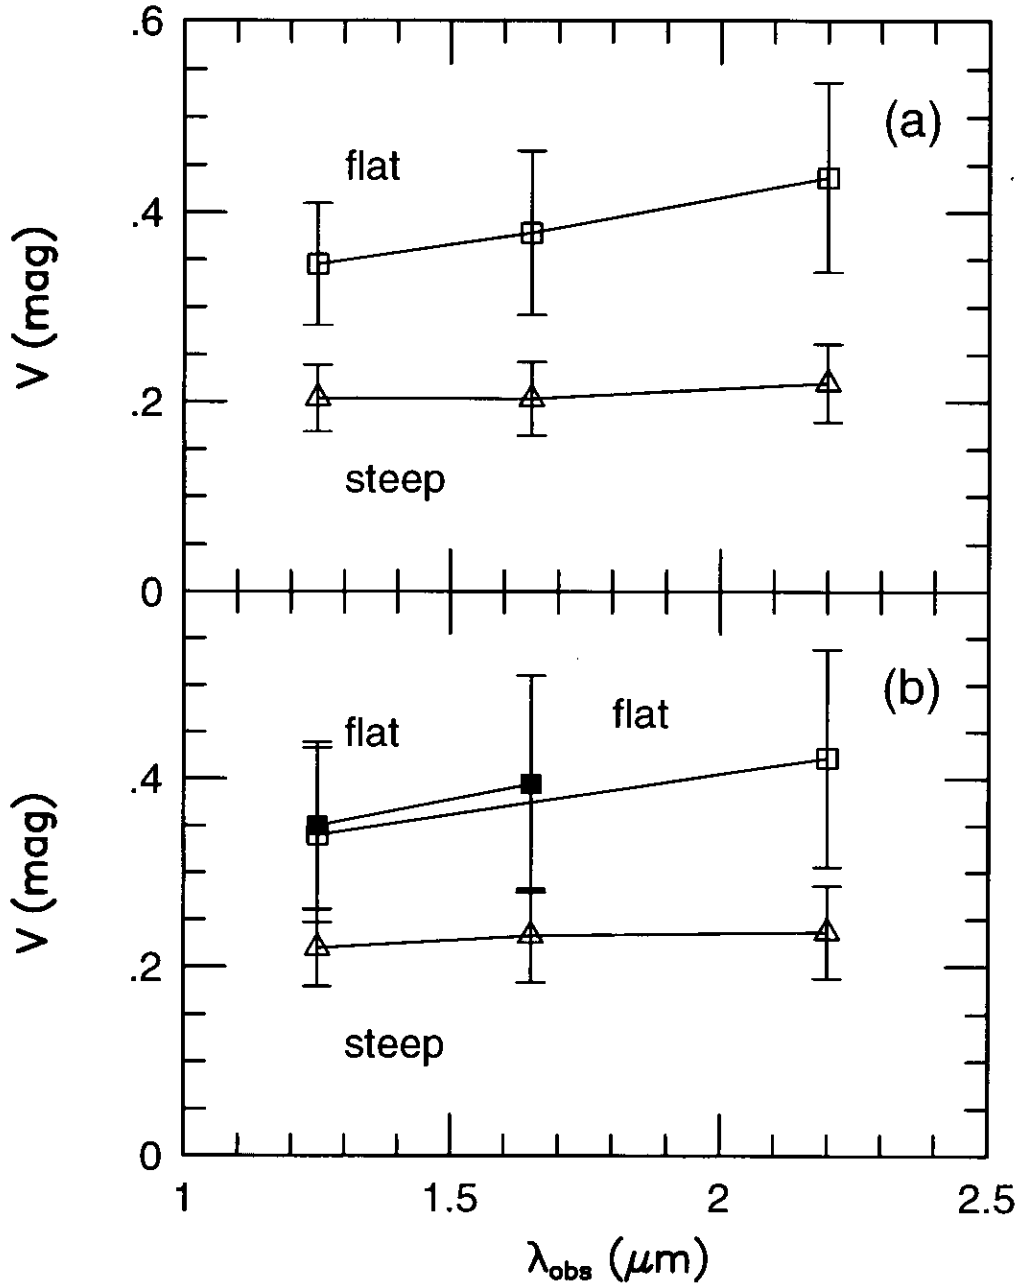 .6
(a)
flat
.4
V (mag)
.2
steep
0
(b)
flat
flat
.4
V (mag)
.2
steep
0
1
1.5
2
2.5
λobs (μm)